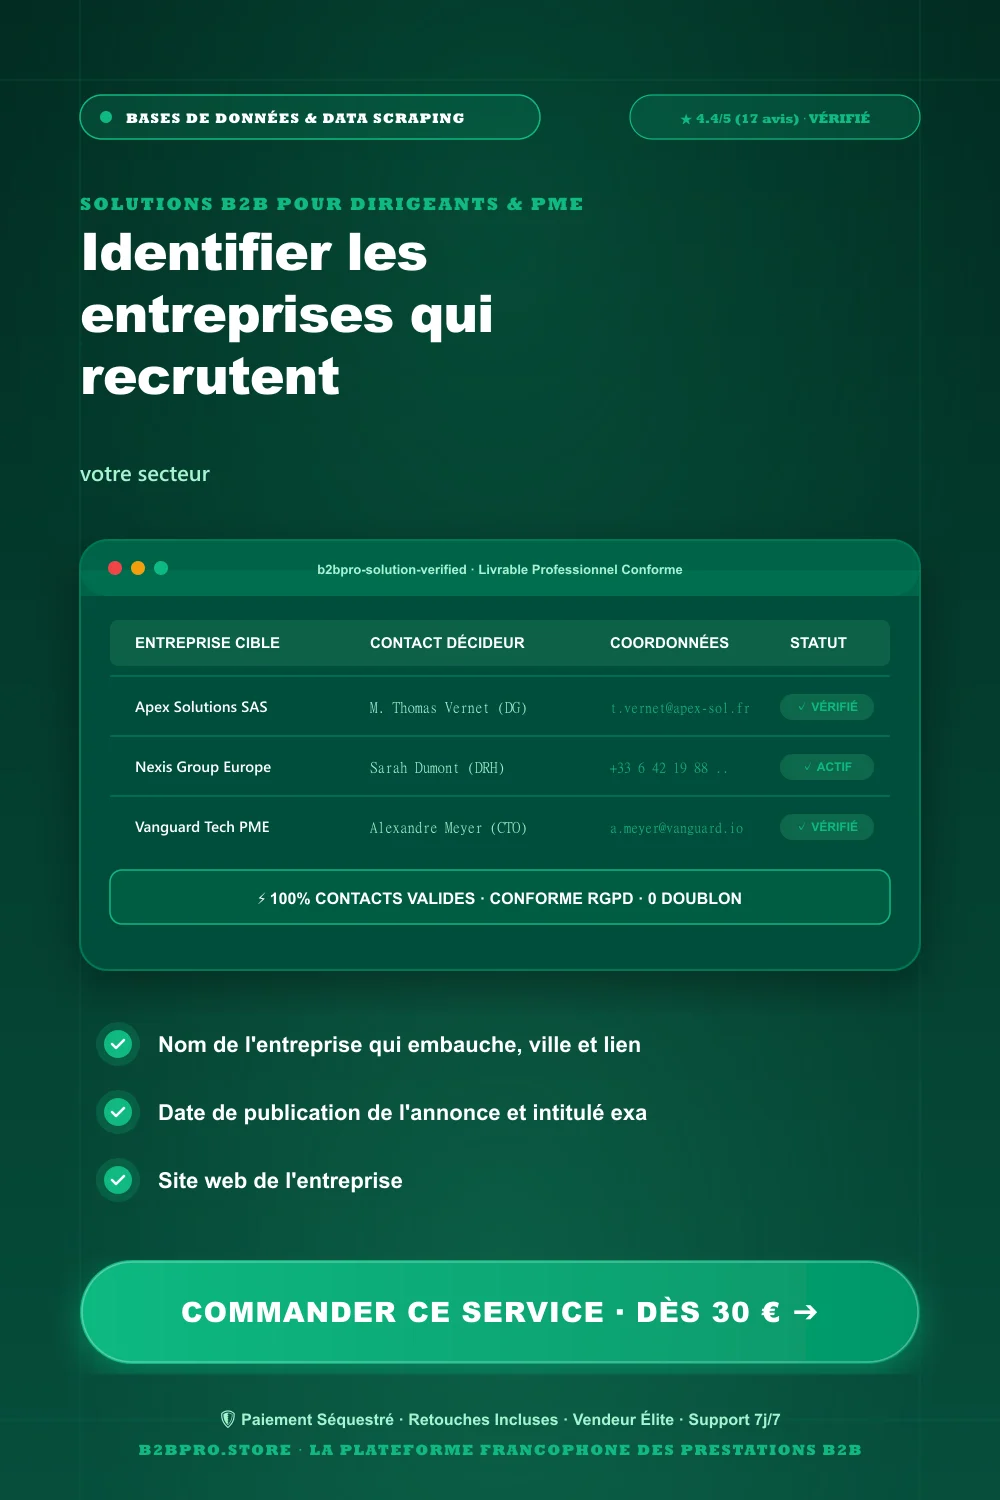 BASES DE DONNÉES & DATA SCRAPING
★ 4.4/5 (17 avis) · VÉRIFIÉ
SOLUTIONS B2B POUR DIRIGEANTS & PME
Identifier les
entreprises qui
recrutent
votre secteur
b2bpro-solution-verified · Livrable Professionnel Conforme
ENTREPRISE CIBLE CONTACT DÉCIDEUR COORDONNÉES STATUT
Apex Solutions SAS M. Thomas Vernet (DG) t.vernet@apex-sol.fr ✓ VÉRIFIÉ
Nexis Group Europe Sarah Dumont (DRH) +33 6 42 19 88 .. ✓ ACTIF
Vanguard Tech PME Alexandre Meyer (CTO) a.meyer@vanguard.io ✓ VÉRIFIÉ
⚡ 100% CONTACTS VALIDES · CONFORME RGPD · 0 DOUBLON
Nom de l'entreprise qui embauche, ville et lien
Date de publication de l'annonce et intitulé exa
Site web de l'entreprise
COMMANDER CE SERVICE · DÈS 30 € →
🛡 Paiement Séquestré · Retouches Incluses · Vendeur Élite · Support 7j/7
B2BPRO.STORE · LA PLATEFORME FRANCOPHONE DES PRESTATIONS B2B